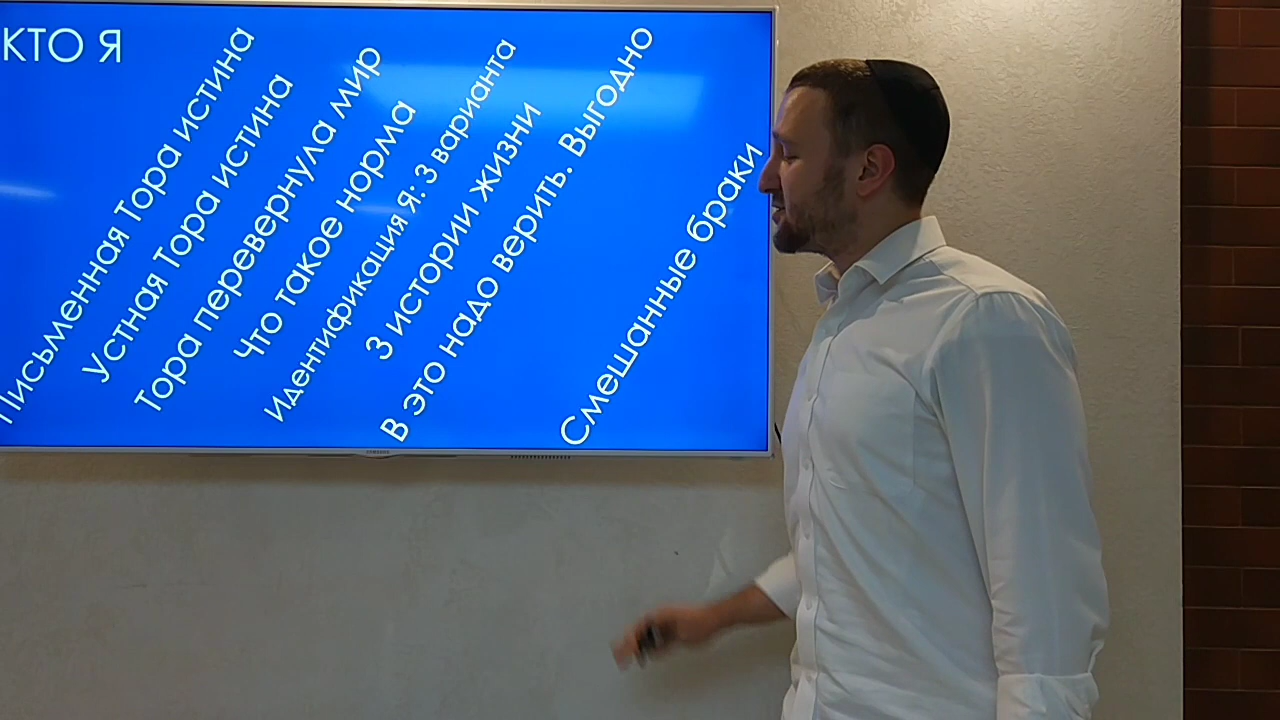 КТО Я
Письменная Тора истина
Устная Тора истина
Тора перевернула мир
Что такое норма
Идентификация Я: 3 варианта
3 истории жизни
В это надо верить. Выгодно
Смешанные браки
SAMSUNG